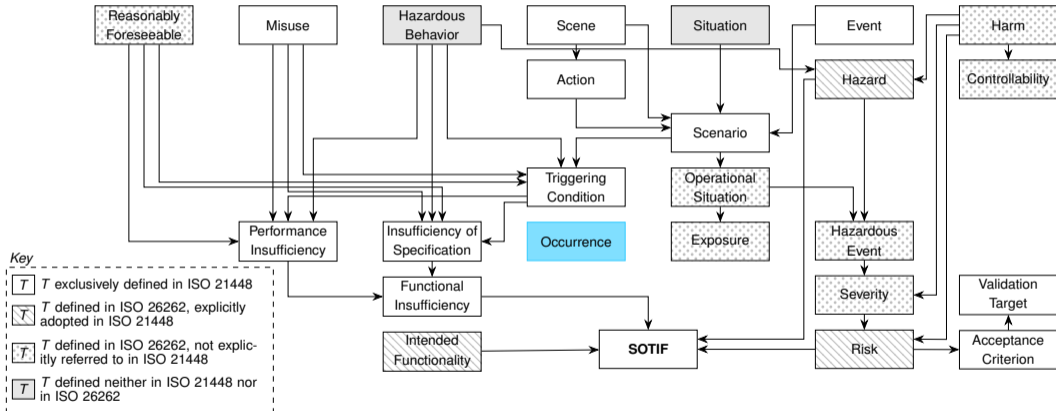 Reasonably
Foreseeable
Misuse
Hazardous
Behavior
Scene
Situation
Event
Harm
Action
Hazard
Controllability
Scenario
Triggering
Condition
Operational
Situation
Performance
Insufficiency
Insufficiency of
Specification
Occurrence
Exposure
Hazardous
Event
Functional
Insufficiency
Severity
Validation
Target
Intended
Functionality
SOTIF
Risk
Acceptance
Criterion
Key
T T exclusively defined in ISO 21448
T T defined in ISO 26262, explicitly
adopted in ISO 21448
T T defined in ISO 26262, not explic-
itly referred to in ISO 21448
T T defined neither in ISO 21448 nor
in ISO 26262